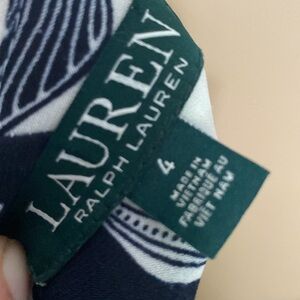 LAUREN
RALPH LAUREN
4
MADE IN
VIETNAM
FABRIQUÉ AU
VIET NAM